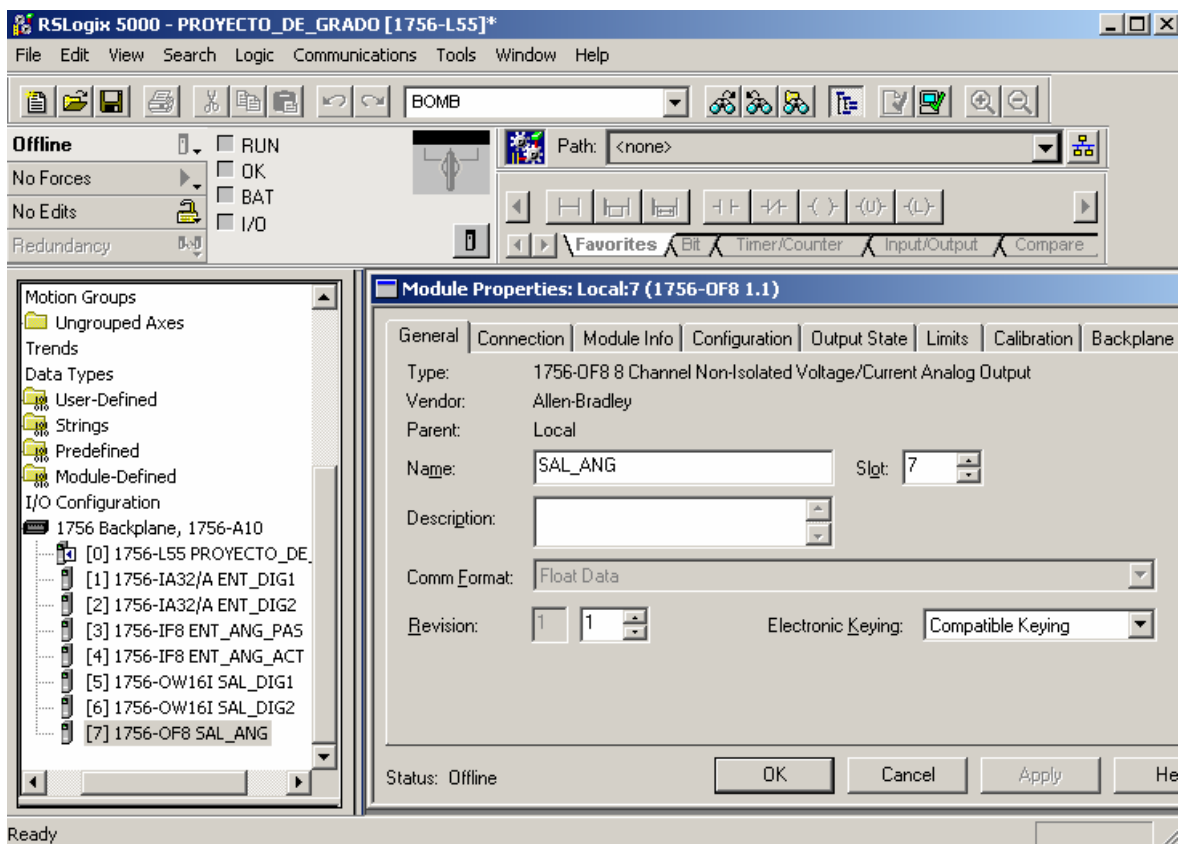 RSLogix 5000 - PROYECTO_DE_GRADO [1756-L55]*
File Edit View Search Logic Communications Tools Window Help
BOMB
Offline
RUN
Path: <none>
No Forces
OK
No Edits
BAT
I/O
Redundancy
Favorites Bit Timer/Counter Input/Output Compare
Motion Groups
Ungrouped Axes
Trends
Data Types
User-Defined
Strings
Predefined
Module-Defined
I/O Configuration
1756 Backplane, 1756-A10
[0] 1756-L55 PROYECTO_DE_
[1] 1756-IA32/A ENT_DIG1
[2] 1756-IA32/A ENT_DIG2
[3] 1756-IF8 ENT_ANG_PAS
[4] 1756-IF8 ENT_ANG_ACT
[5] 1756-OW16I SAL_DIG1
[6] 1756-OW16I SAL_DIG2
[7] 1756-OF8 SAL_ANG
Module Properties: Local:7 (1756-OF8 1.1)
General Connection Module Info Configuration Output State Limits Calibration Backplane
Type: 1756-OF8 8 Channel Non-Isolated Voltage/Current Analog Output
Vendor: Allen-Bradley
Parent: Local
Name: SAL_ANG Slot: 7
Description:
Comm Format: Float Data
Revision: 1 1 Electronic Keying: Compatible Keying
Status: Offline OK Cancel Apply He
Ready